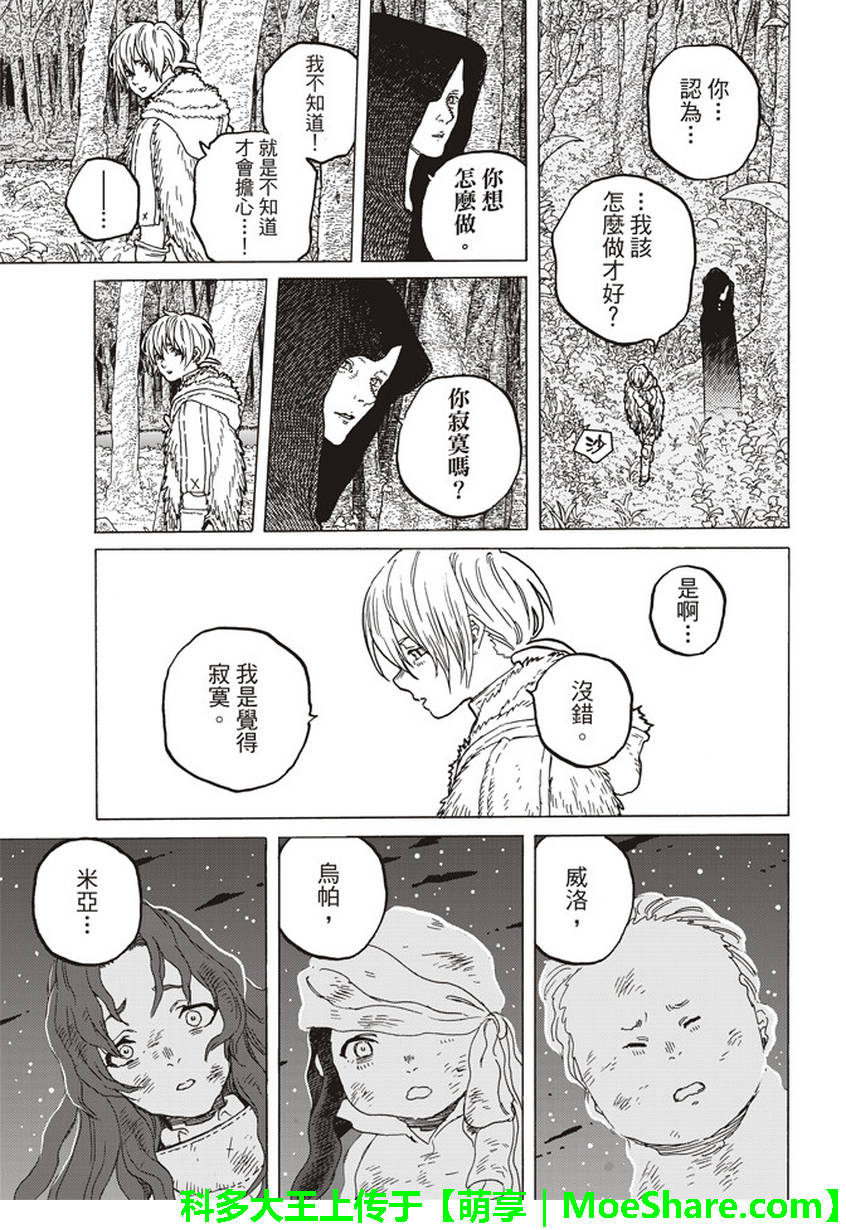 你…
認為…
…我該
怎麼做才好？
沙
你想
怎麼做。
我不知道！
就是不知道
才會擔心…！
——…
你寂寞嗎？
是啊…
沒錯。
我是覺得
寂寞。
威洛，
烏帕，
米亞…
科多大王上传于【萌享｜MoeShare.com】